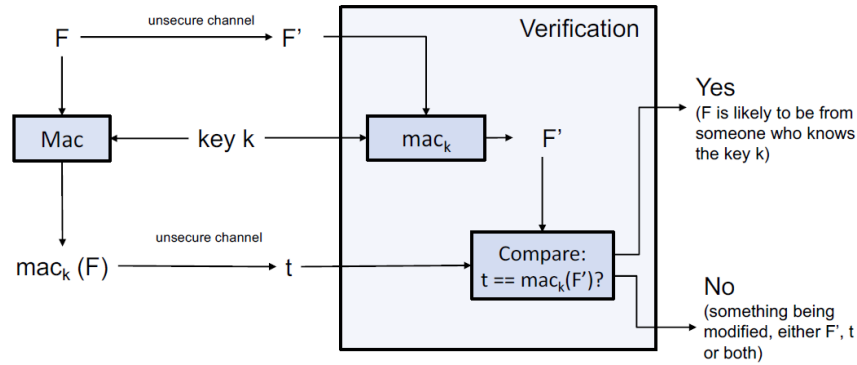 unsecure channel
Verification
F
F’
Yes
(F is likely to be from
someone who knows
the key k)
Mac
key k
mac_k
F’
unsecure channel
mac_k (F)
t
Compare:
t == mac_k(F’)?
No
(something being
modified, either F’, t
or both)